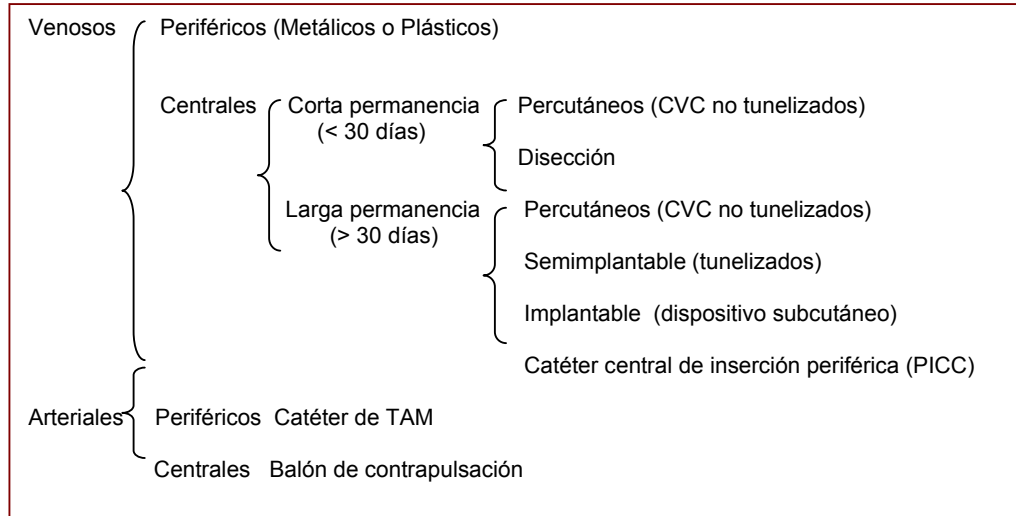 Venosos Periféricos (Metálicos o Plásticos)
Centrales Corta permanencia Percutáneos (CVC no tunelizados)
(< 30 días)
Disección
Larga permanencia Percutáneos (CVC no tunelizados)
(> 30 días)
Semimplantable (tunelizados)
Implantable (dispositivo subcutáneo)
Catéter central de inserción periférica (PICC)
Arteriales Periféricos Catéter de TAM
Centrales Balón de contrapulsación